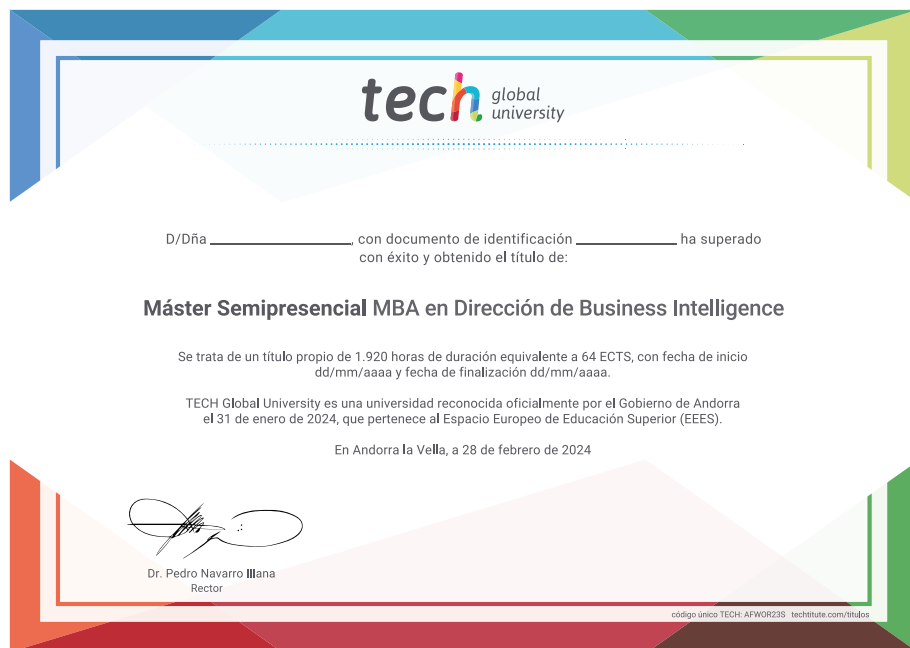 tech global university
D/Dña ____________, con documento de identificación ____________ ha superado
con éxito y obtenido el título de:
Máster Semipresencial MBA en Dirección de Business Intelligence
Se trata de un título propio de 1.920 horas de duración equivalente a 64 ECTS, con fecha de inicio
dd/mm/aaaa y fecha de finalización dd/mm/aaaa.
TECH Global University es una universidad reconocida oficialmente por el Gobierno de Andorra
el 31 de enero de 2024, que pertenece al Espacio Europeo de Educación Superior (EEES).
En Andorra la Vella, a 28 de febrero de 2024
Dr. Pedro Navarro Illana
Rector
código único TECH: AFWOR23S techtitute.com/titulos